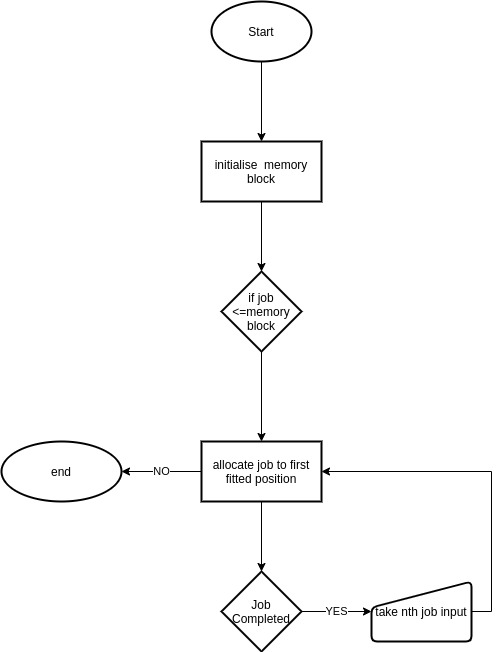 Start
initialise  memory
block
if job
<=memory
block
allocate job to first
fitted position
NO
end
Job
Completed
YES
take nth job input